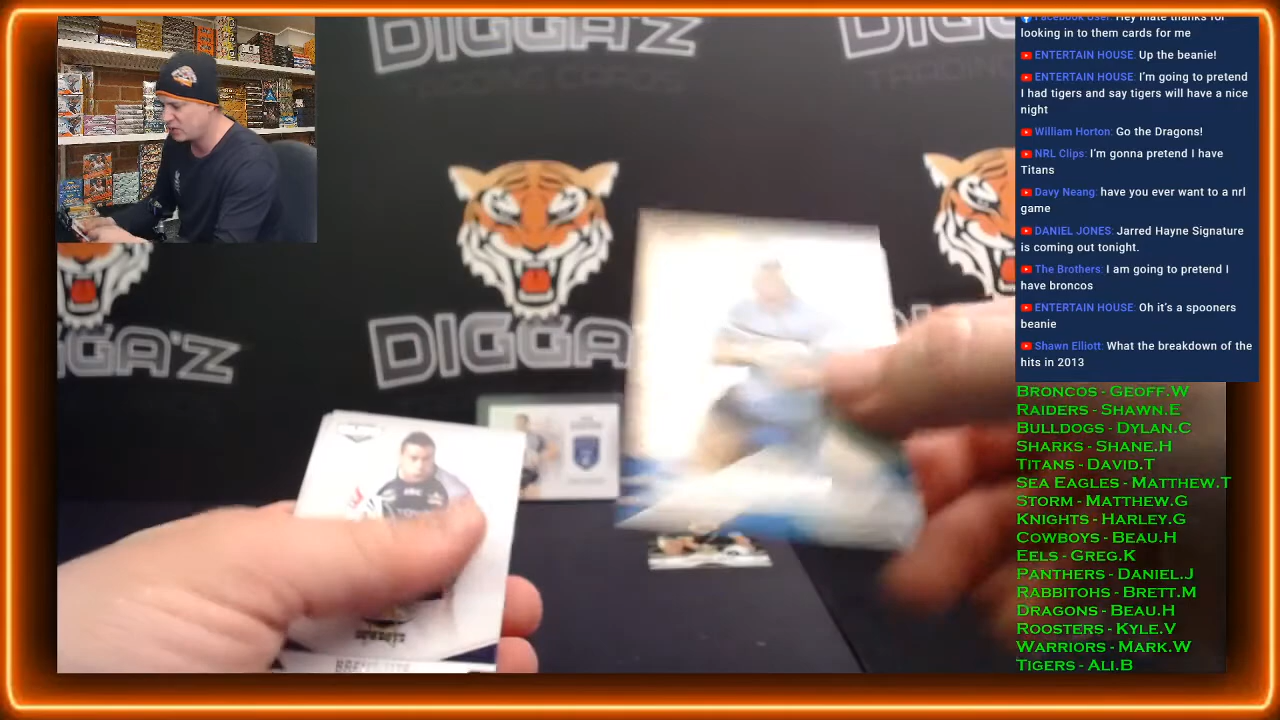 DIGGA'Z
TRADING CARDS
TRADING
DIGGA'Z
DIGGA
Facebook User: Hey mate thanks for
looking in to them cards for me
ENTERTAIN HOUSE: Up the beanie!
ENTERTAIN HOUSE: I'm going to pretend
I had tigers and say tigers will have a nice
night
William Horton: Go the Dragons!
NRL Clips: I'm gonna pretend I have
Titans
Davy Neang: have you ever want to a nrl
game
DANIEL JONES: Jarred Hayne Signature
is coming out tonight.
The Brothers: I am going to pretend I
have broncos
ENTERTAIN HOUSE: Oh it's a spooners
beanie
Shawn Elliott: What the breakdown of the
hits in 2013
BRONCOS - GEOFF.W
RAIDERS - SHAWN.E
BULLDOGS - DYLAN.C
SHARKS - SHANE.H
TITANS - DAVID.T
SEA EAGLES - MATTHEW.T
STORM - MATTHEW.G
KNIGHTS - HARLEY.G
COWBOYS - BEAU.H
EELS - GREG.K
PANTHERS - DANIEL.J
RABBITOHS - BRETT.M
DRAGONS - BEAU.H
ROOSTERS - KYLE.V
WARRIORS - MARK.W
TIGERS - ALI.B